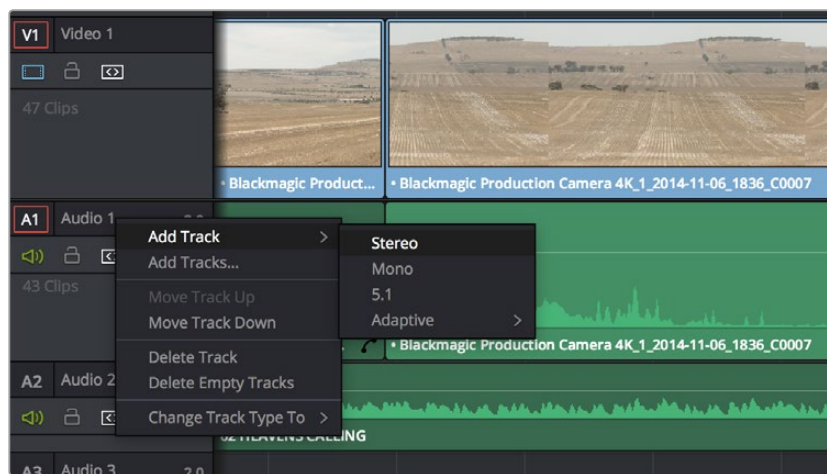 V1 Video 1
47 Clips
• Blackmagic Product...
• Blackmagic Production Camera 4K_1_2014-11-06_1836_C0007
A1 Audio 1
43 Clips
Add Track >
Add Tracks...
Move Track Up
Move Track Down
Delete Track
Delete Empty Tracks
Change Track Type To >
Stereo
Mono
5.1
Adaptive >
• Blackmagic Production Camera 4K_1_2014-11-06_1836_C0007
A2 Audio 2
02 HEAVENS CALLING
A3 Audio 3 2.0